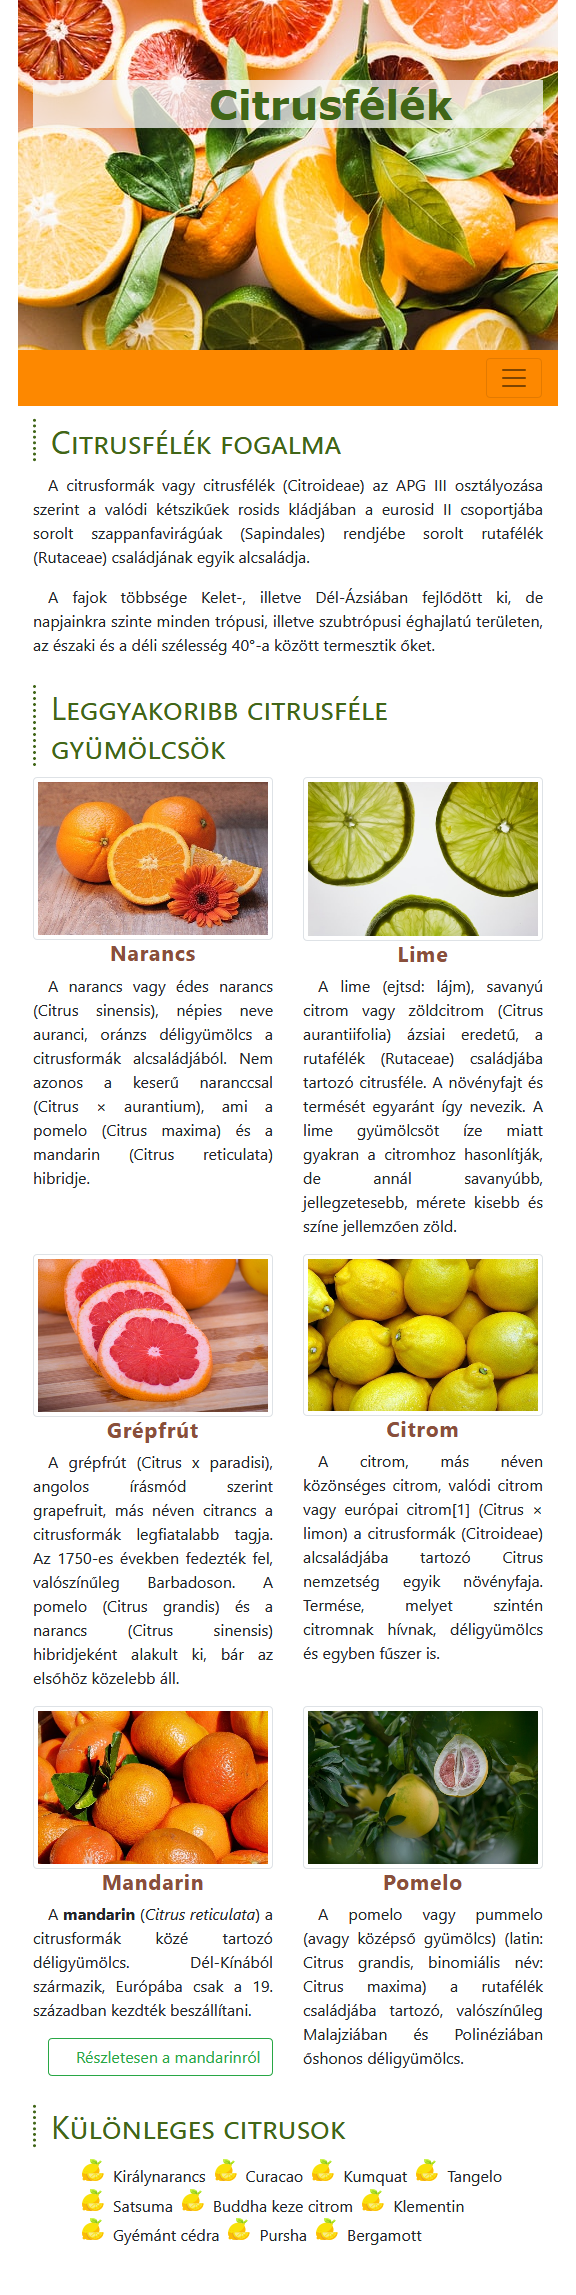 Citrusfélék
Citrusfélék fogalma
A citrusformák vagy citrusfélék (Citroideae) az APG III osztályozása
szerint a valódi kétszikűek rosids kládjában a eurosid II csoportjába
sorolt szappanfavirágúak (Sapindales) rendjébe sorolt rutafélék
(Rutaceae) családjának egyik alcsaládja.
A fajok többsége Kelet-, illetve Dél-Ázsiában fejlődött ki, de
napjainkra szinte minden trópusi, illetve szubtrópusi éghajlatú területen,
az északi és a déli szélesség 40°-a között termesztik őket.
Leggyakoribb citrusféle
gyümölcsök
Narancs
A narancs vagy édes narancs
(Citrus sinensis), népies neve
auranci, oránzs déligyümölcs a
citrusformák alcsaládjából. Nem
azonos a keserű naranccsal
(Citrus × aurantium), ami a
pomelo (Citrus maxima) és a
mandarin (Citrus reticulata)
hibridje.
Lime
A lime (ejtsd: lájm), savanyú
citrom vagy zöldcitrom (Citrus
aurantiifolia) ázsiai eredetű, a
rutafélék (Rutaceae) családjába
tartozó citrusféle. A növényfajt és
termését egyaránt így nevezik. A
lime gyümölcsöt íze miatt
gyakran a citromhoz hasonlítják,
de annál savanyúbb,
jellegzetesebb, mérete kisebb és
színe jellemzően zöld.
Grépfrút
A grépfrút (Citrus x paradisi),
angolos írásmód szerint
grapefruit, más néven citrancs a
citrusformák legfiatalabb tagja.
Az 1750-es években fedezték fel,
valószínűleg Barbadoson. A
pomelo (Citrus grandis) és a
narancs (Citrus sinensis)
hibridjeként alakult ki, bár az
elsőhöz közelebb áll.
Citrom
A citrom, más néven
közönséges citrom, valódi citrom
vagy európai citrom[1] (Citrus ×
limon) a citrusformák (Citroideae)
alcsaládjába tartozó Citrus
nemzetség egyik növényfaja.
Termése, melyet szintén
citromnak hívnak, déligyümölcs
és egyben fűszer is.
Mandarin
A mandarin (Citrus reticulata) a
citrusformák közé tartozó
déligyümölcs. Dél-Kínából
származik, Európába csak a 19.
században kezdték beszállítani.
Részletesen a mandarinról
Pomelo
A pomelo vagy pummelo
(avagy középső gyümölcs) (latin:
Citrus grandis, binomiális név:
Citrus maxima) a rutafélék
családjába tartozó, valószínűleg
Malajziában és Polinéziában
őshonos déligyümölcs.
Különleges citrusok
Királynarancs Curacao Kumquat Tangelo
Satsuma Buddha keze citrom Klementin
Gyémánt cédra Pursha Bergamott